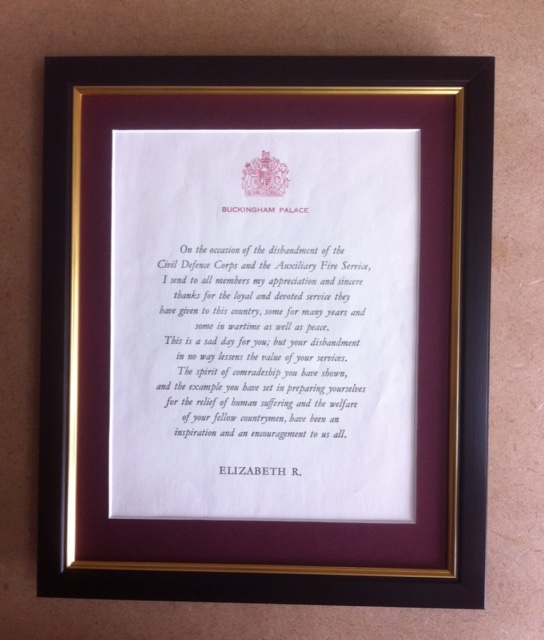 BUCKINGHAM PALACE
On the occasion of the disbandment of the
Civil Defence Corps and the Auxiliary Fire Service,
I send to all members my appreciation and sincere
thanks for the loyal and devoted service they
have given to this country, some for many years and
some in wartime as well as peace.
This is a sad day for you; but your disbandment
in no way lessens the value of your services.
The spirit of comradeship you have shown,
and the example you have set in preparing yourselves
for the relief of human suffering and the welfare
of your fellow countrymen, have been an
inspiration and an encouragement to us all.
ELIZABETH R.